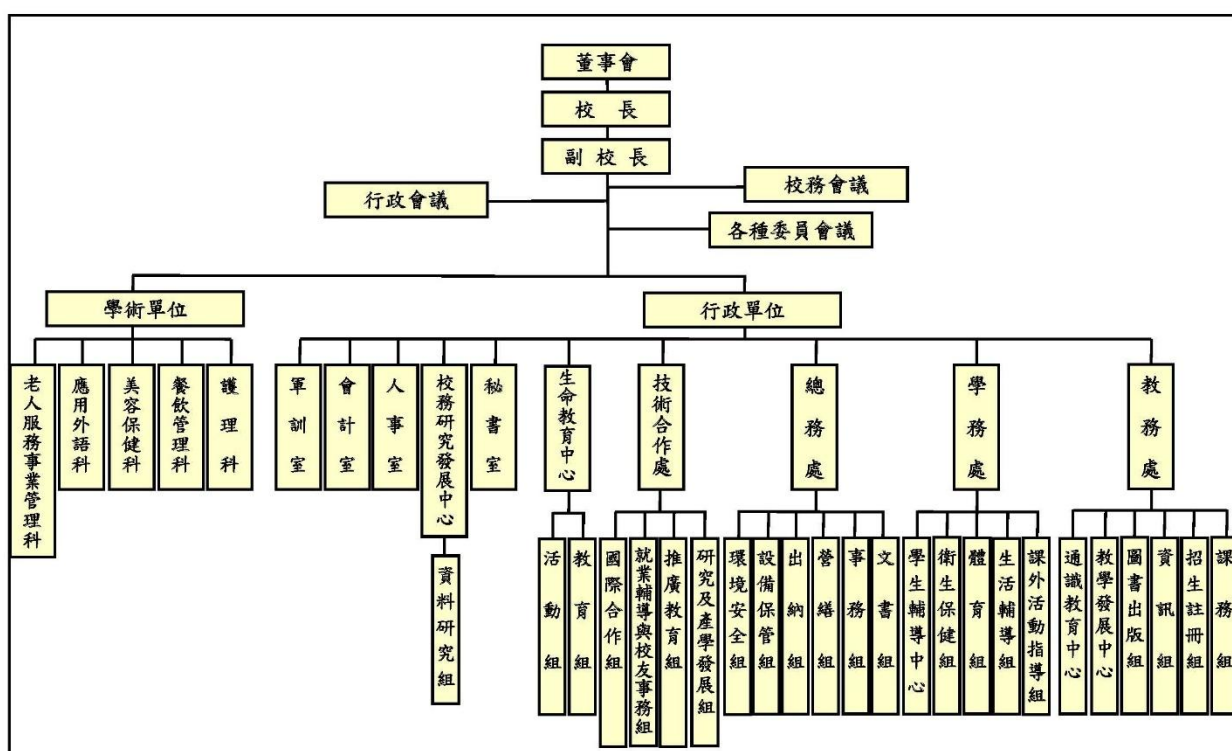 董事會
校 長
副 校 長
行政會議
校務會議
各種委員會議
學術單位
行政單位
老人服務事業管理科
應用外語科
美容保健科
餐飲管理科
護理科
軍訓室
會計室
人事室
校務研究發展中心
秘書室
生命教育中心
技術合作處
總務處
學務處
教務處
資料研究組
活動組
教育組
國際合作組
就業輔導與校友事務組
推廣教育組
研究及產學發展組
環境安全組
設備保管組
出納組
營繕組
事務組
文書組
學生輔導中心
衛生保健組
體育組
生活輔導組
課外活動指導組
通識教育中心
教學發展中心
圖書出版組
資訊組
招生註冊組
課務組